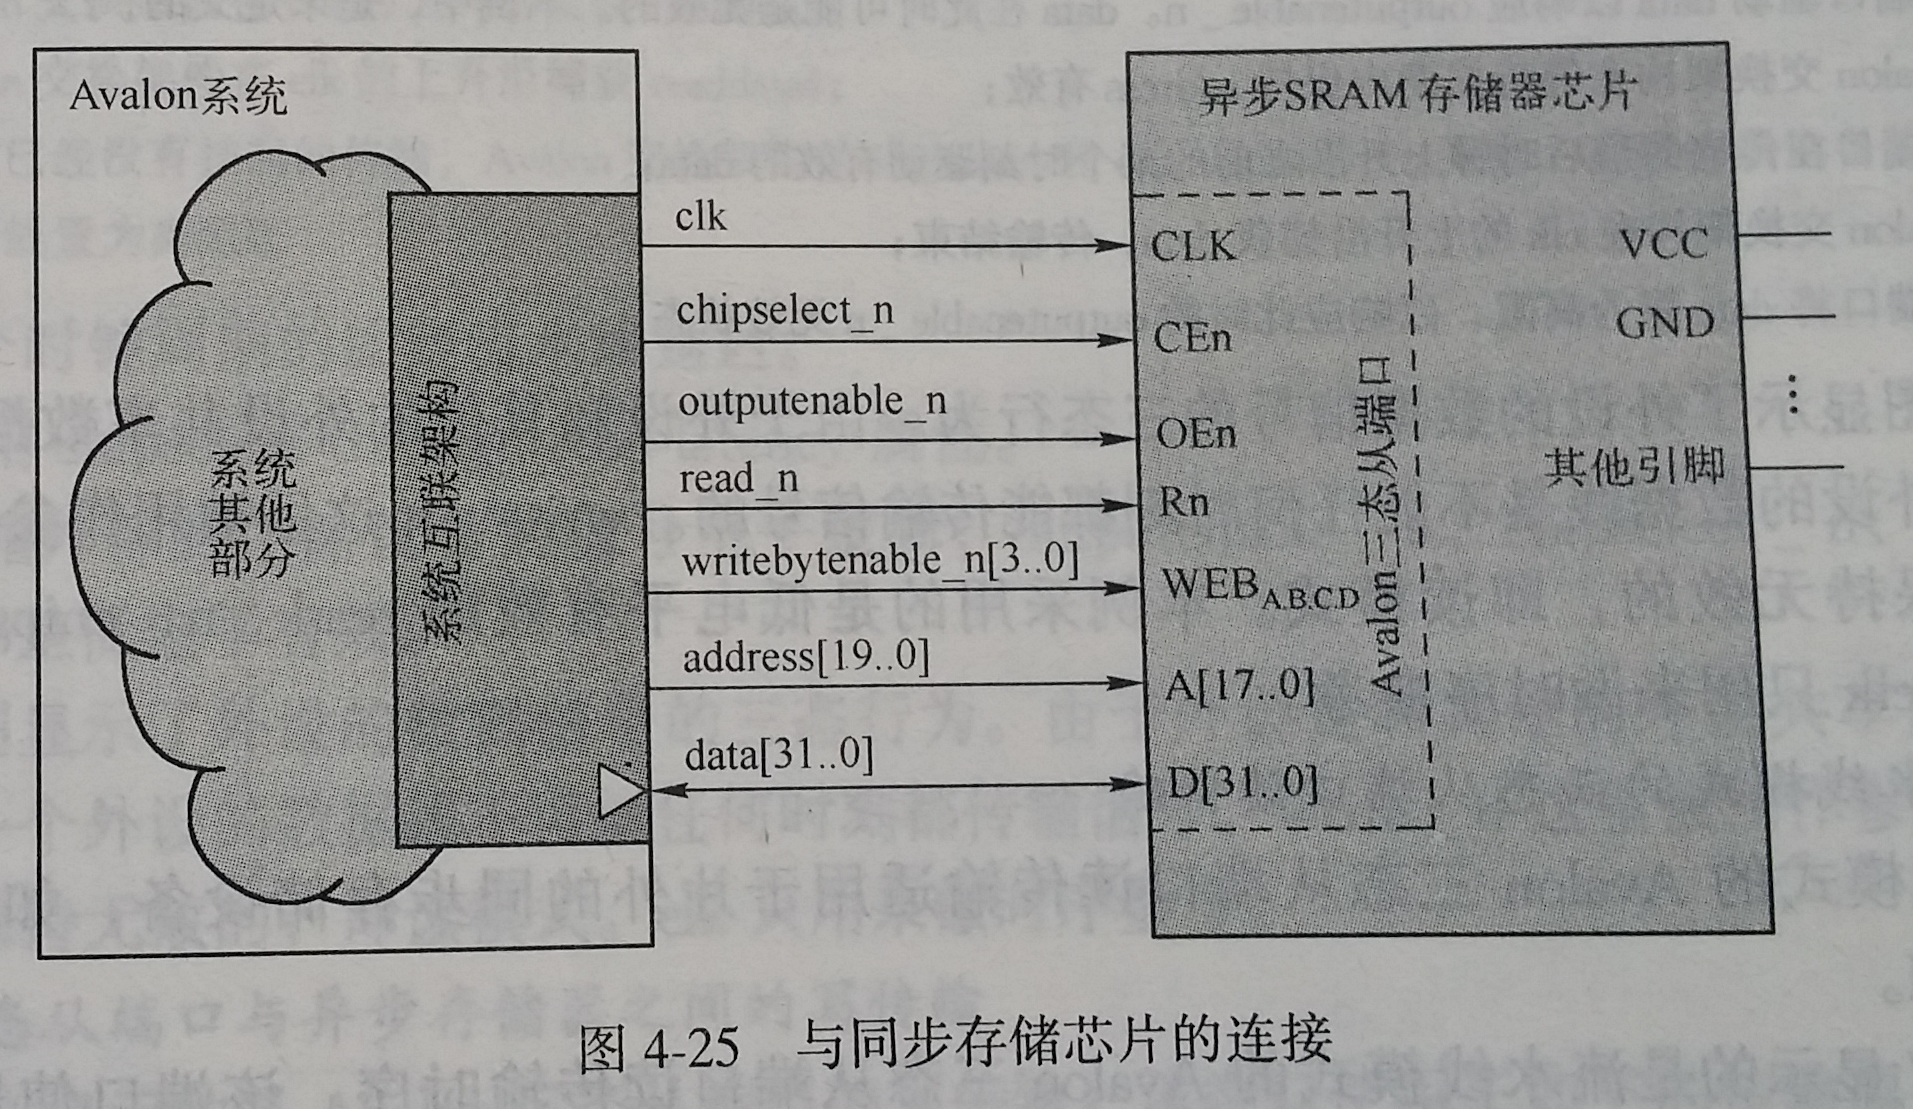 Avalon系统
系统
其他
部分
系统互联架构
clk
chipselect_n
outputenable_n
read_n
writebytenable_n[3..0]
address[19..0]
data[31..0]
异步SRAM存储器芯片
CLK
CEn
OEn
Rn
WEBA.B.C.D
A[17..0]
D[31..0]
Avalon三态从端口
VCC
GND
⋮
其他引脚
图 4-25 与同步存储芯片的连接